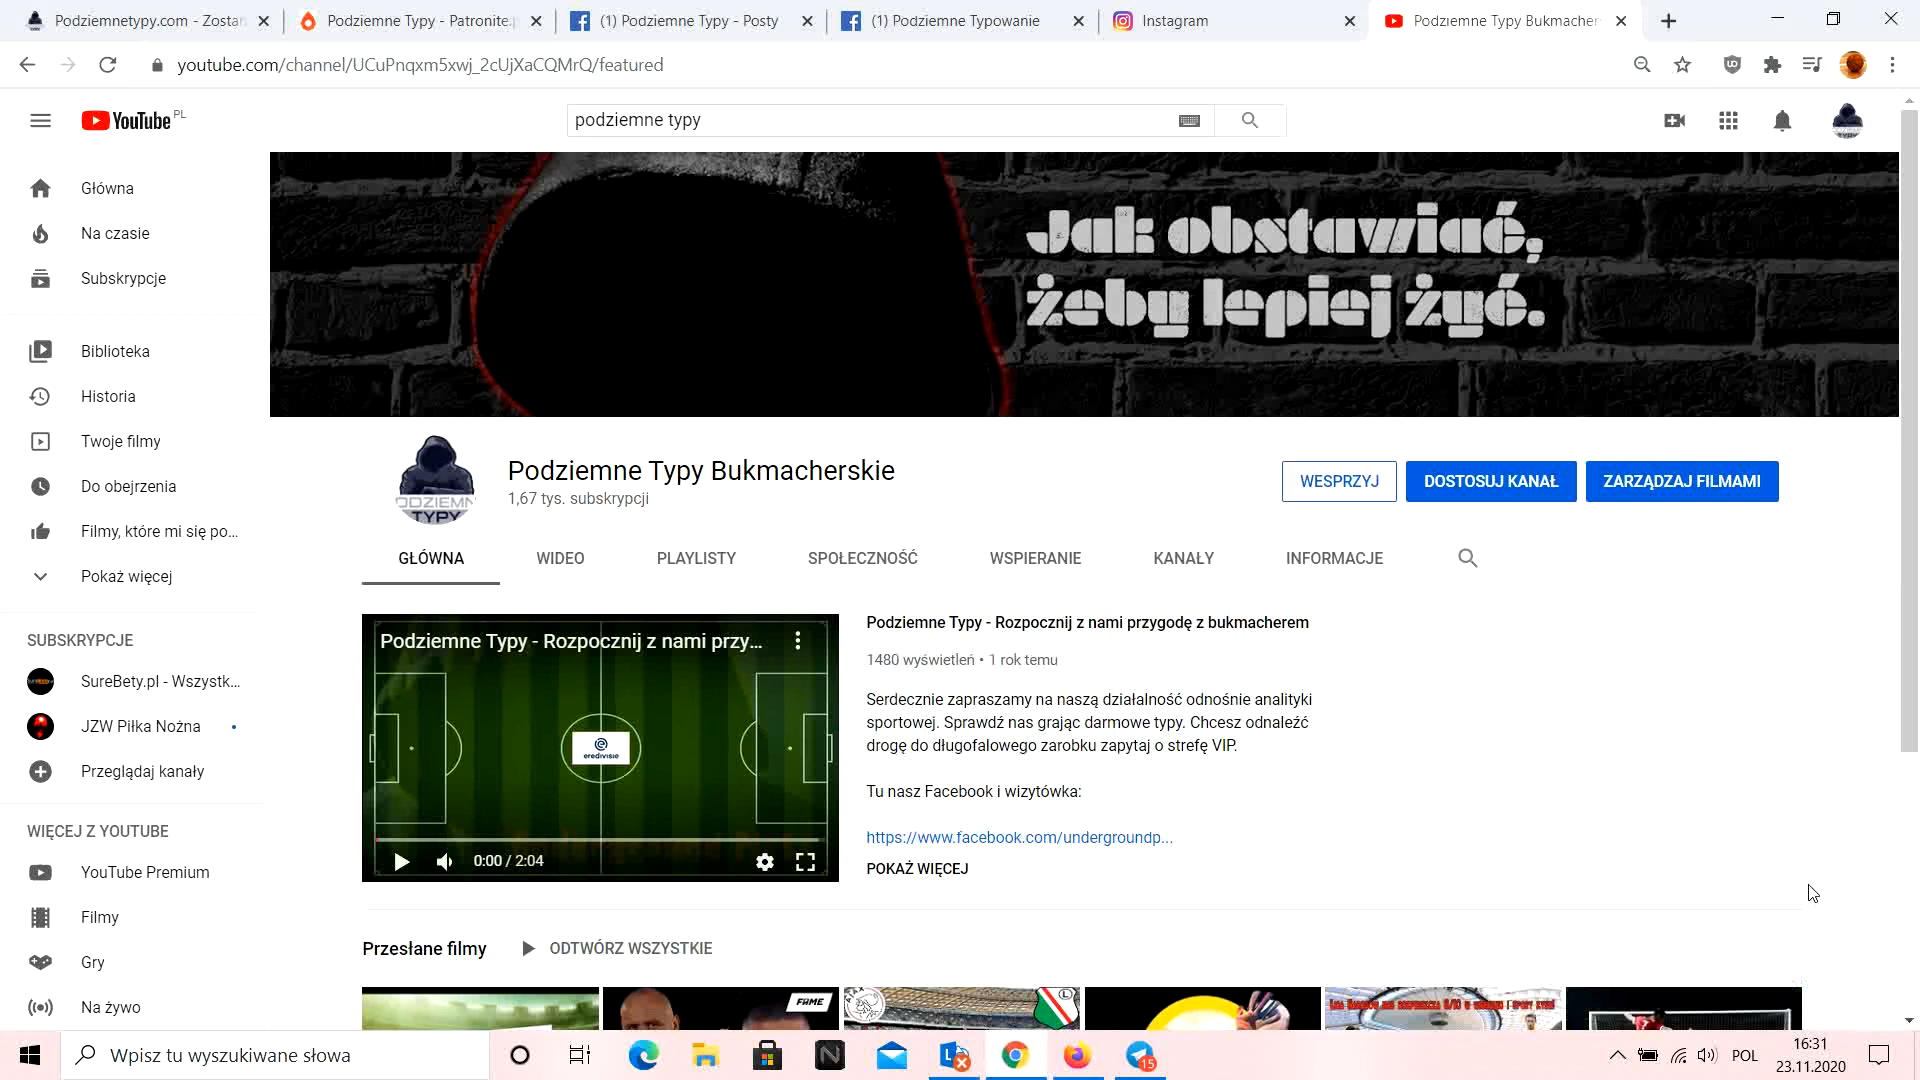 Podziemnetypy.com - Zostań
Podziemne Typy - Patronite.p
(1) Podziemne Typy - Posty
(1) Podziemne Typowanie
Instagram
Podziemne Typy Bukmacher
youtube.com/channel/UCuPnqxm5xwj_2cUjXaCQMrQ/featured
YouTube PL
podziemne typy
Główna
Na czasie
Subskrypcje
Biblioteka
Historia
Twoje filmy
Do obejrzenia
Filmy, które mi się po...
Pokaż więcej
SUBSKRYPCJE
SureBety.pl - Wszystk...
JZW Piłka Nożna
Przeglądaj kanały
WIĘCEJ Z YOUTUBE
YouTube Premium
Filmy
Gry
Na żywo
Jak obstawiać,
żeby lepiej żyć.
Podziemne Typy Bukmacherskie
1,67 tys. subskrypcji
WESPRZYJ
DOSTOSUJ KANAŁ
ZARZĄDZAJ FILMAMI
GŁÓWNA
WIDEO
PLAYLISTY
SPOŁECZNOŚĆ
WSPIERANIE
KANAŁY
INFORMACJE
Podziemne Typy - Rozpocznij z nami przy...
eredivisie
0:00 / 2:04
Podziemne Typy - Rozpocznij z nami przygodę z bukmacherem
1480 wyświetleń • 1 rok temu
Serdecznie zapraszamy na naszą działalność odnośnie analityki
sportowej. Sprawdź nas grając darmowe typy. Chcesz odnaleźć
drogę do długofalowego zarobku zapytaj o strefę VIP.
Tu nasz Facebook i wizytówka:
https://www.facebook.com/undergroundp...
POKAŻ WIĘCEJ
Przesłane filmy
ODTWÓRZ WSZYSTKIE
FAME
Wpisz tu wyszukiwane słowa
15
POL
16:31
23.11.2020